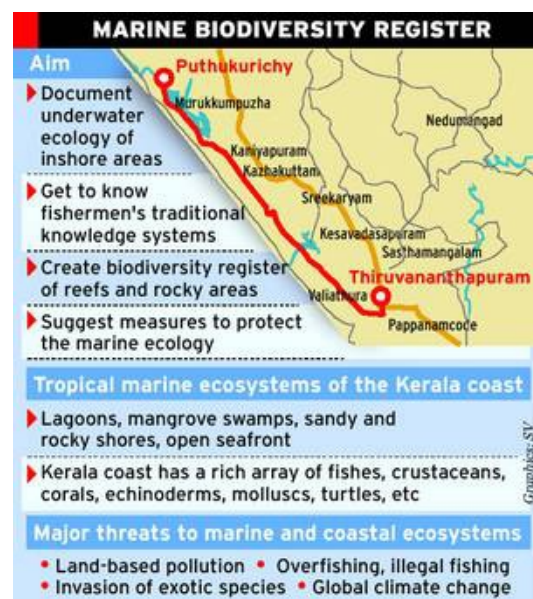 MARINE BIODIVERSITY REGISTER
Aim
Document
underwater
ecology of
inshore areas
Get to know
fishermen's traditional
knowledge systems
Create biodiversity register
of reefs and rocky areas
Suggest measures to protect
the marine ecology
Puthukurichy
Murukkumpuzha
Nedumangad
Kaniyapuram
Kazhakuttam
Sreekaryam
Kesavadasapuram
Sasthamangalam
Thiruvananthapuram
Valiathura
Pappanamcode
Tropical marine ecosystems of the Kerala coast
Lagoons, mangrove swamps, sandy and
rocky shores, open seafront
Kerala coast has a rich array of fishes, crustaceans,
corals, echinoderms, molluscs, turtles, etc
Graphics: SV
Major threats to marine and coastal ecosystems
• Land-based pollution • Overfishing, illegal fishing
• Invasion of exotic species • Global climate change